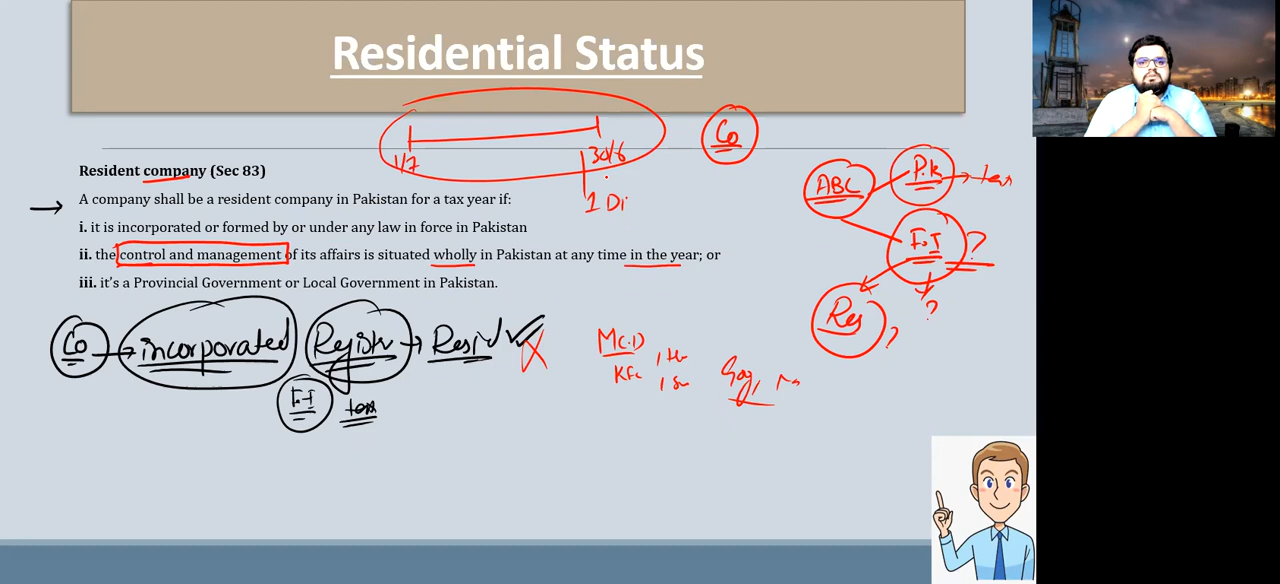 Residential Status
Co
1/7
30/6
1 Di
Resident company (Sec 83)
A company shall be a resident company in Pakistan for a tax year if:
i. it is incorporated or formed by or under any law in force in Pakistan
ii. the control and management of its affairs is situated wholly in Pakistan at any time in the year; or
iii. it's a Provincial Government or Local Government in Pakistan.
ABC
P.K
F.T ?
?
Res ?
Co incorporated
F.I
M(.D)
KFC